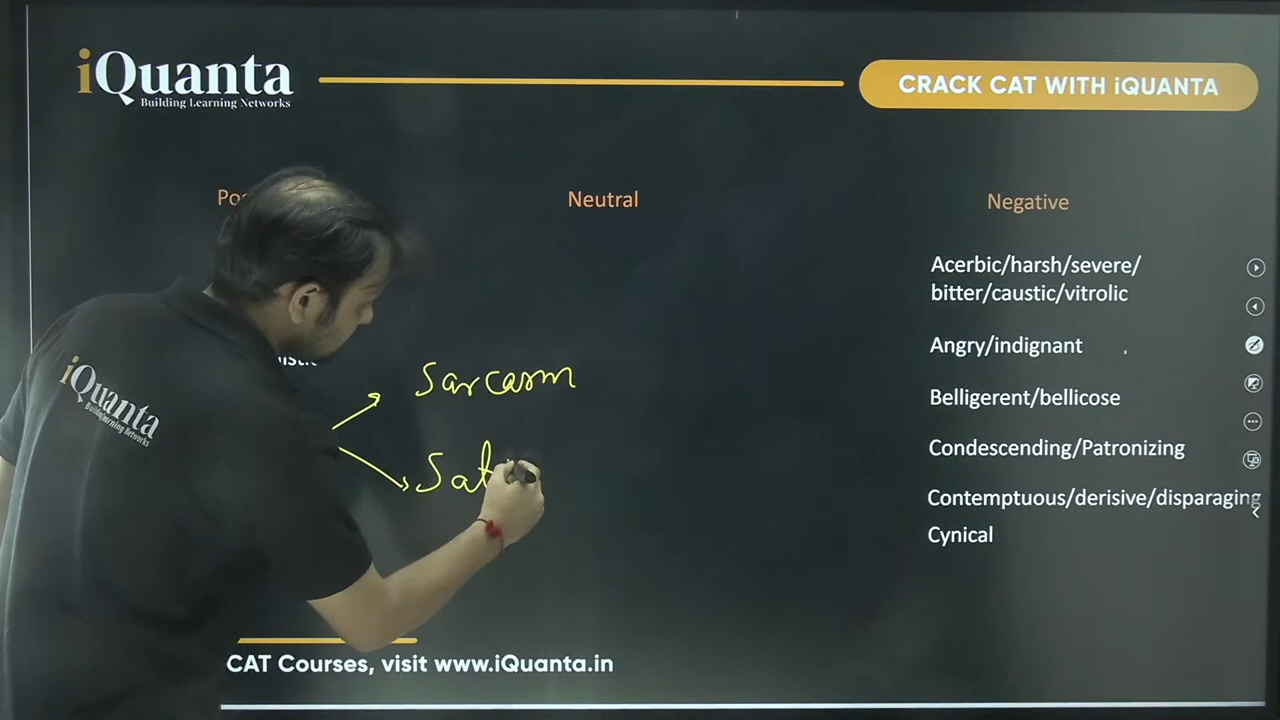 iQuanta
Building Learning Networks
CRACK CAT WITH iQUANTA
Neutral
Negative
Acerbic/harsh/severe/
bitter/caustic/vitrolic
Angry/indignant
Belligerent/bellicose
Condescending/Patronizing
Contemptuous/derisive/disparaging
Cynical
Sarcasm
iQuanta
Building Learning Networks
CAT Courses, visit www.iQuanta.in